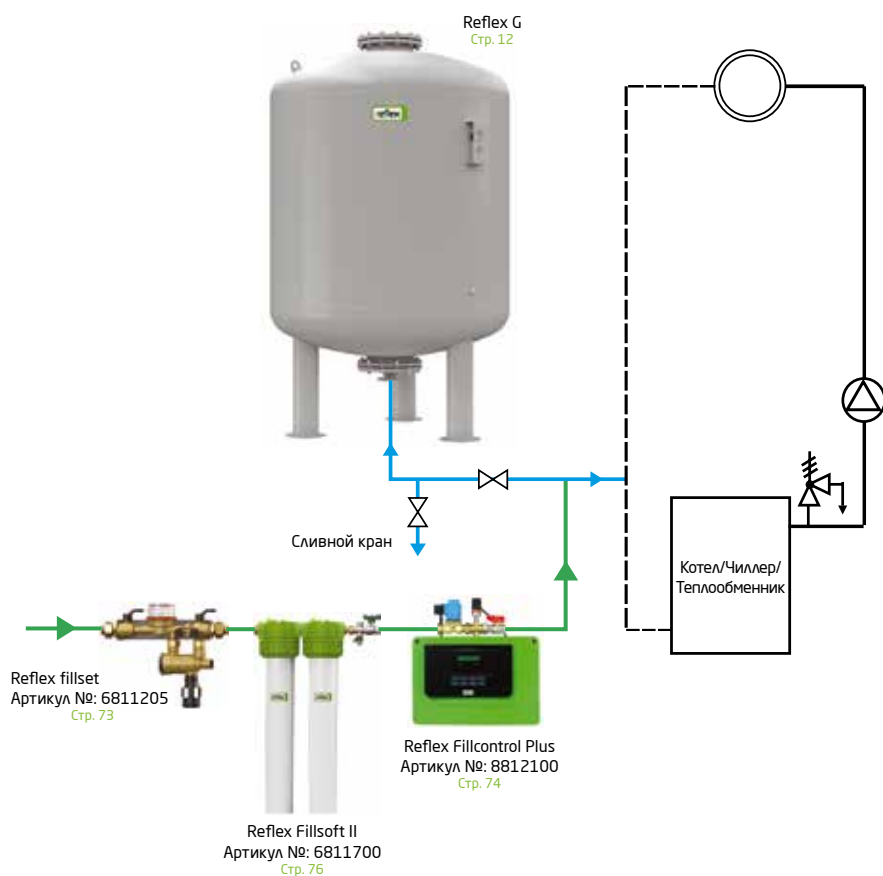 Reflex G
Стр. 12
reflex
Сливной кран
Котел/Чиллер/
Теплообменник
Reflex fillset
Артикул №: 6811205
Стр. 73
Reflex Fillcontrol Plus
Артикул №: 8812100
Стр. 74
Reflex Fillsoft II
Артикул №: 6811700
Стр. 76